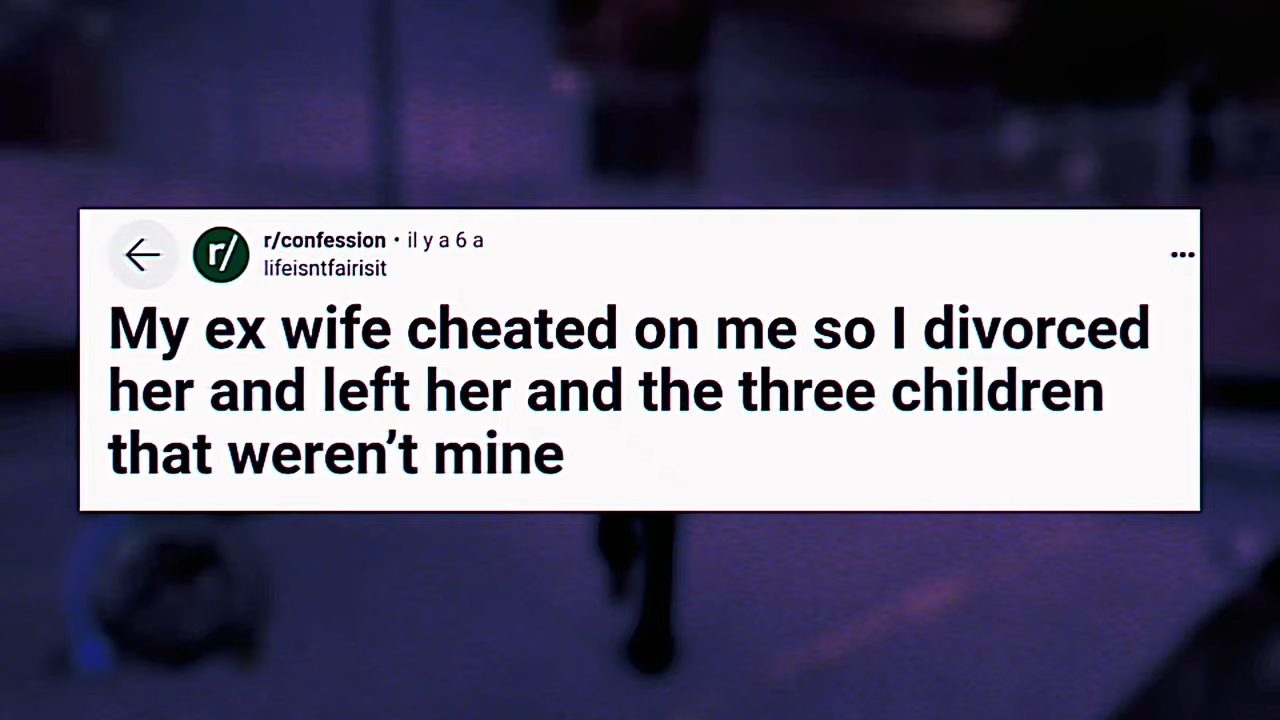 r/
r/confession • il y a 6 a
lifeisntfairisit
My ex wife cheated on me so I divorced
her and left her and the three children
that weren’t mine